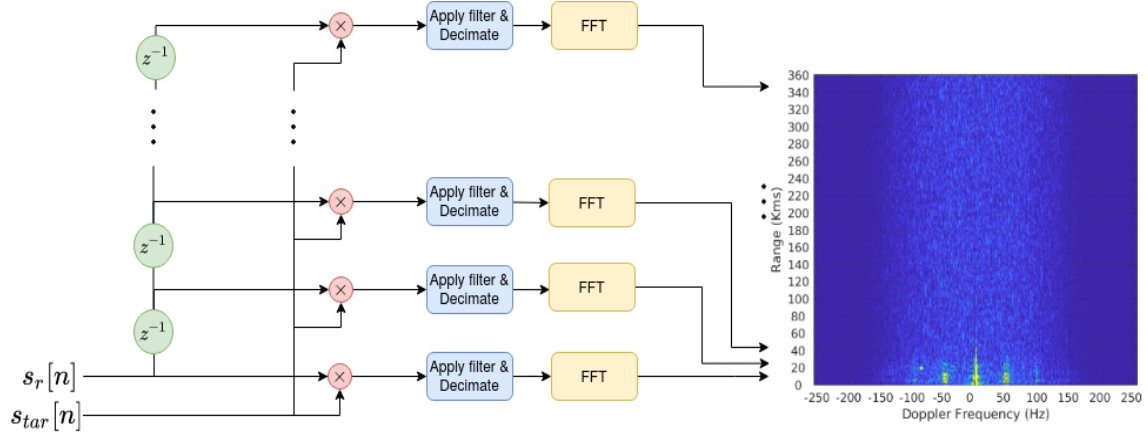 ×
Apply filter &
Decimate
FFT
z⁻¹
×
Apply filter &
Decimate
FFT
z⁻¹
×
Apply filter &
Decimate
FFT
z⁻¹
s_r[n]
×
Apply filter &
Decimate
FFT
s_{tar}[n]
Range (Kms)
360
340
320
300
280
260
240
220
200
180
160
140
120
100
80
60
40
20
0
-250 -200 -150 -100 -50 0 50 100 150 200 250
Doppler Frequency (Hz)